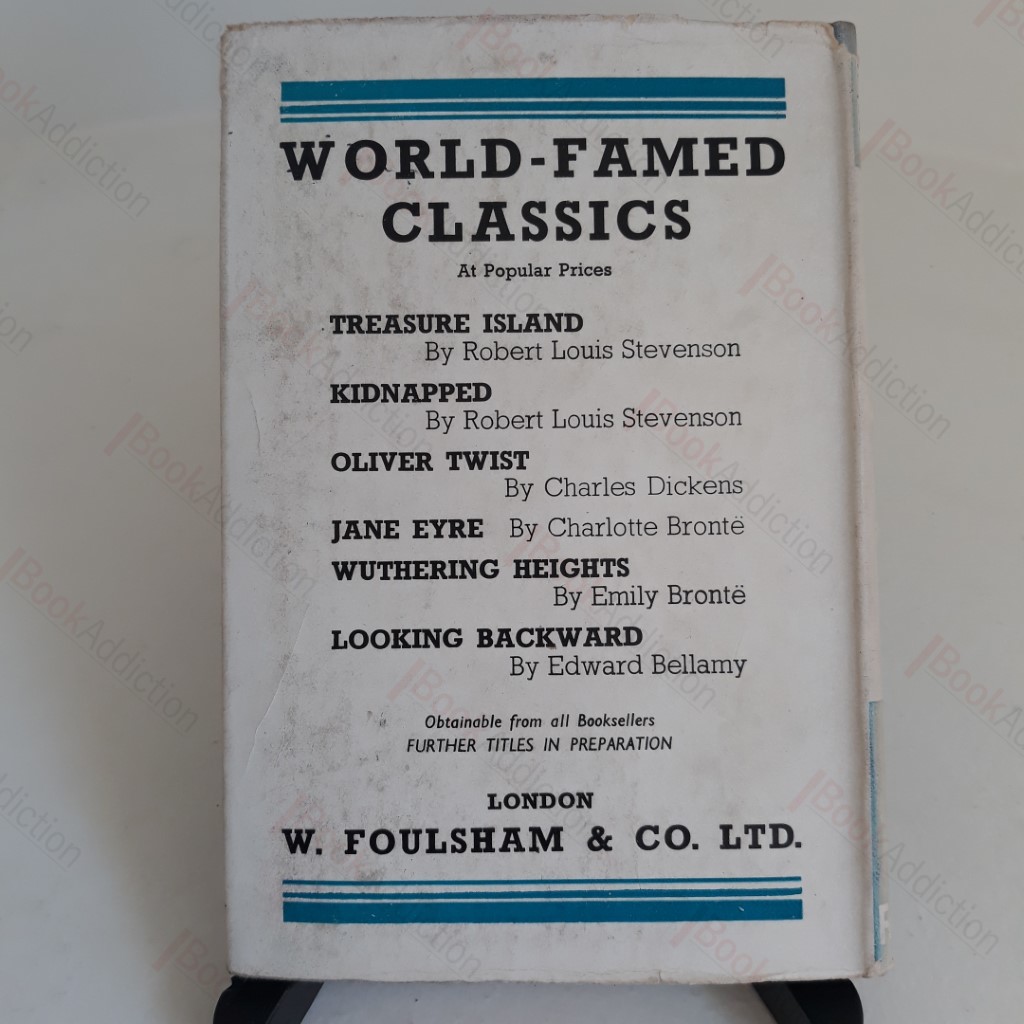 WORLD-FAMED
CLASSICS
At Popular Prices
TREASURE ISLAND
By Robert Louis Stevenson
KIDNAPPED
By Robert Louis Stevenson
OLIVER TWIST
By Charles Dickens
JANE EYRE By Charlotte Brontë
WUTHERING HEIGHTS
By Emily Brontë
LOOKING BACKWARD
By Edward Bellamy
Obtainable from all Booksellers
FURTHER TITLES IN PREPARATION
LONDON
W. FOULSHAM & CO. LTD.
BookAddiction